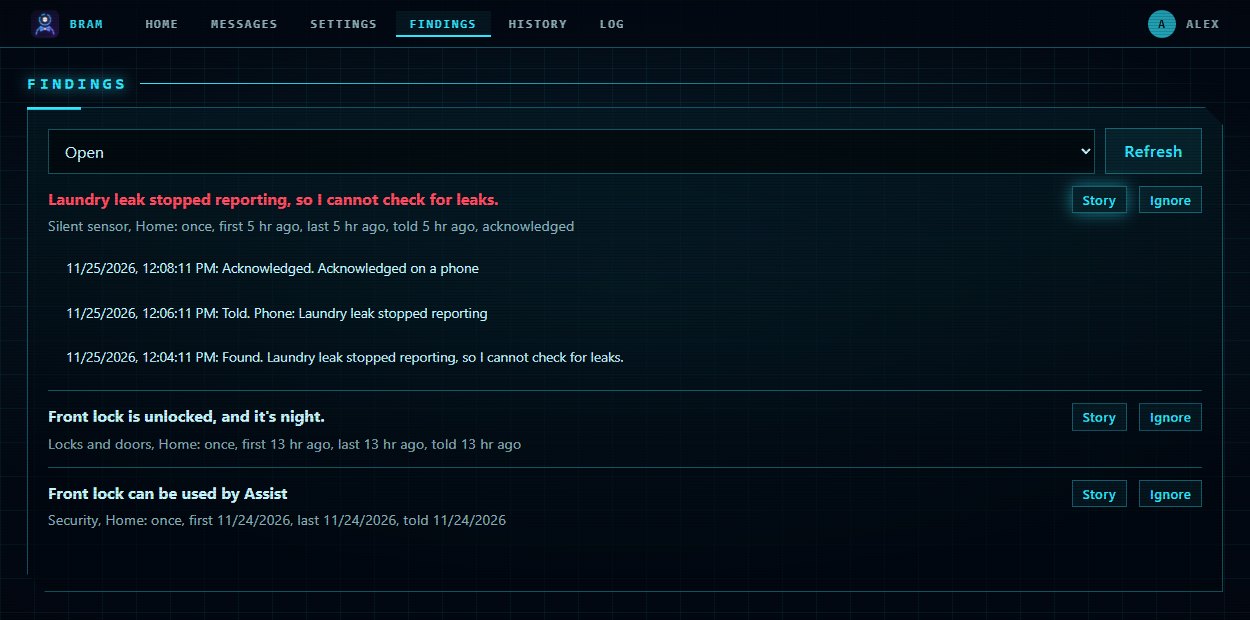 BRAM HOME MESSAGES SETTINGS FINDINGS HISTORY LOG A ALEX
FINDINGS
Open Refresh
Laundry leak stopped reporting, so I cannot check for leaks. Story Ignore
Silent sensor, Home: once, first 5 hr ago, last 5 hr ago, told 5 hr ago, acknowledged
11/25/2026, 12:08:11 PM: Acknowledged. Acknowledged on a phone
11/25/2026, 12:06:11 PM: Told. Phone: Laundry leak stopped reporting
11/25/2026, 12:04:11 PM: Found. Laundry leak stopped reporting, so I cannot check for leaks.
Front lock is unlocked, and it's night. Story Ignore
Locks and doors, Home: once, first 13 hr ago, last 13 hr ago, told 13 hr ago
Front lock can be used by Assist Story Ignore
Security, Home: once, first 11/24/2026, last 11/24/2026, told 11/24/2026